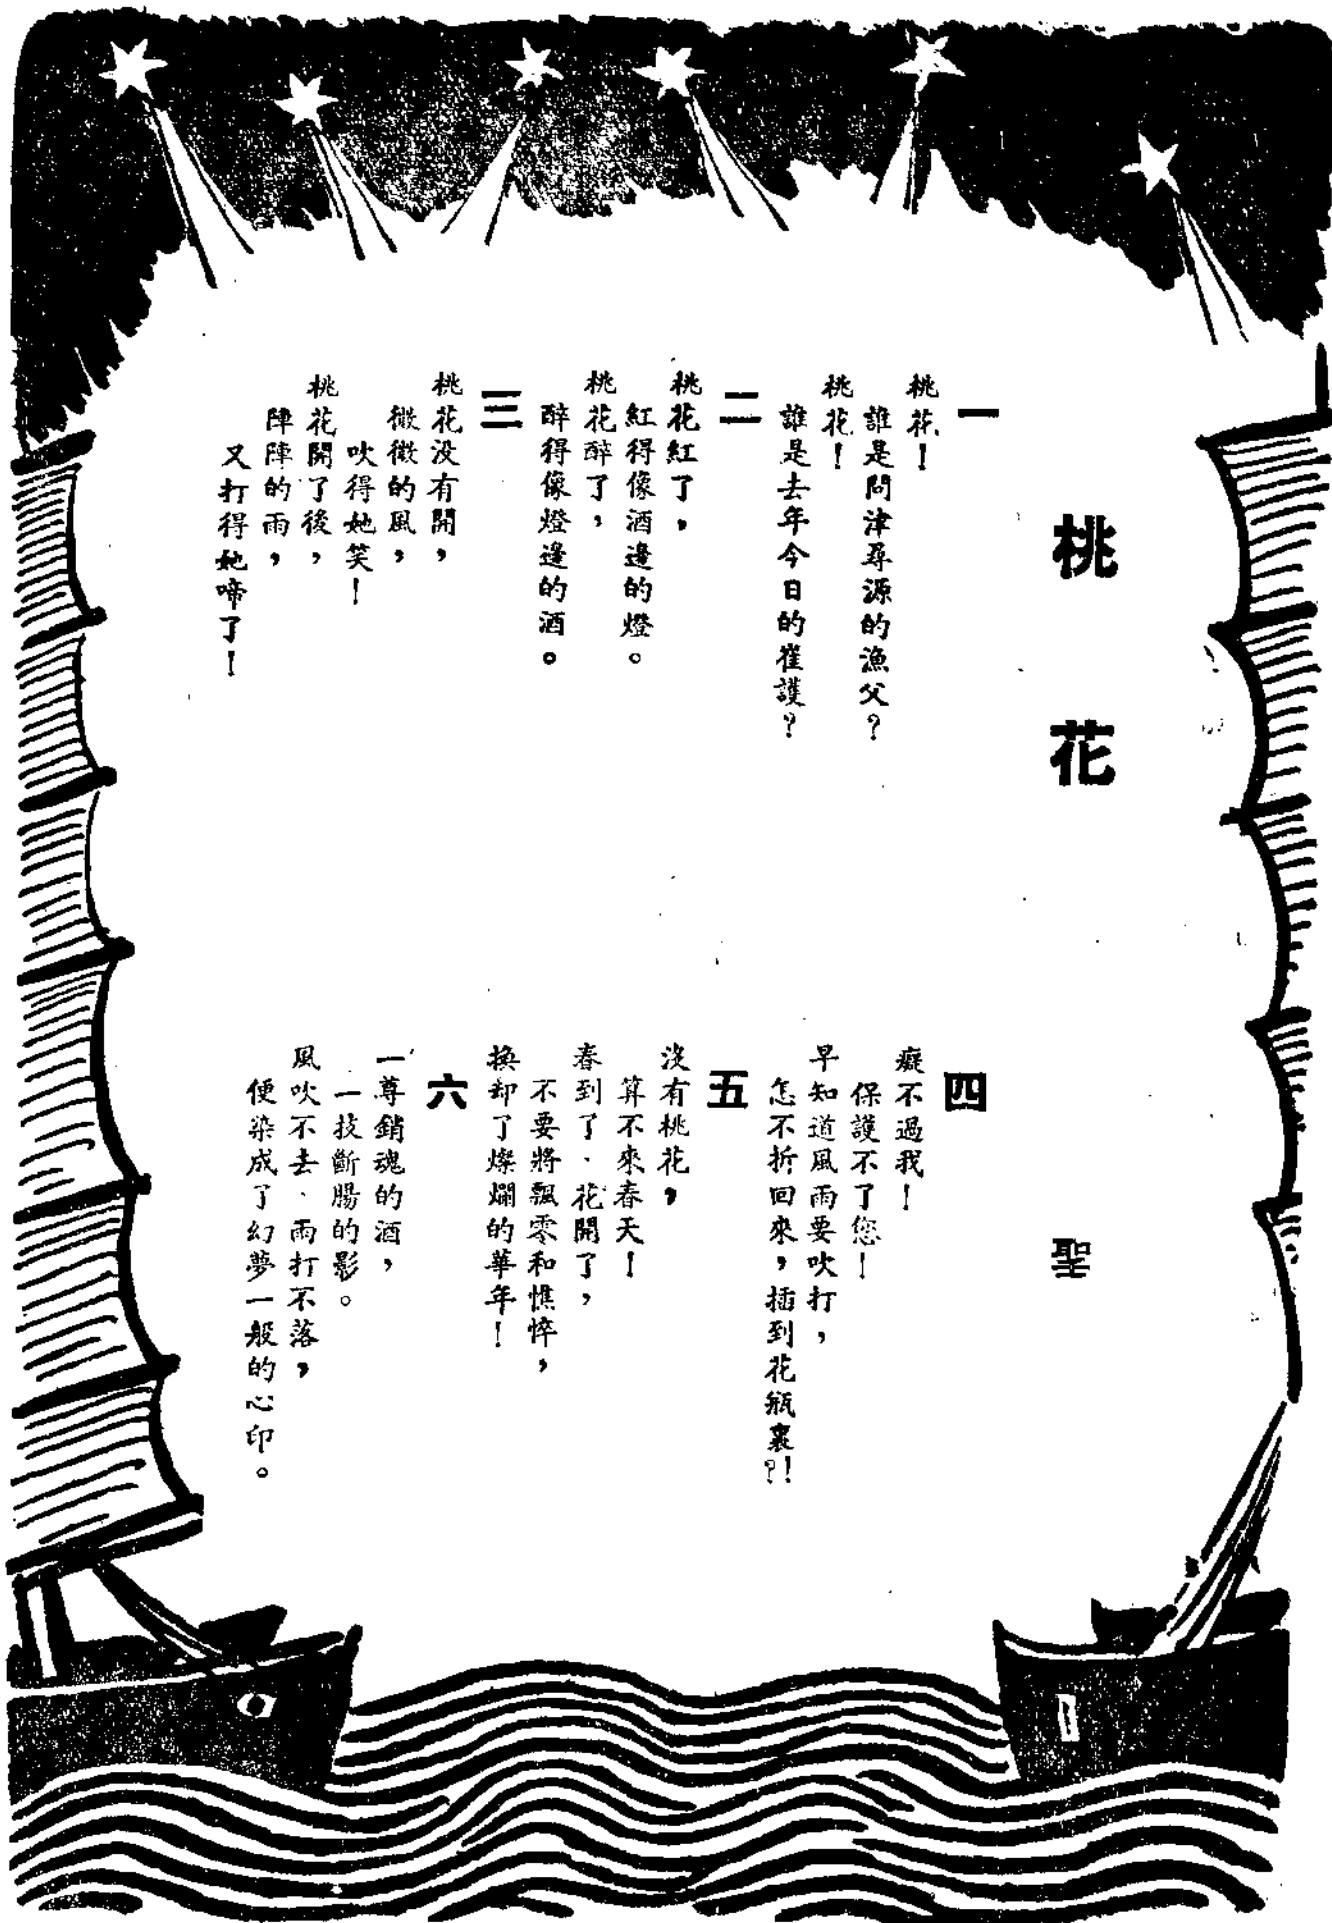 桃花
聖
一
桃花!
誰是問津尋源的漁父?
桃花!
誰是去年今日的崔護?
二
桃花紅了,
紅得像酒邊的燈。
桃花醉了,
醉得像燈邊的酒。
三
桃花没有開,
微微的風,
吹得她笑!
桃花開了後,
陣陣的雨,
又打得她啼了!
四
癡不過我!
保護不了您!
早知道風雨要吹打,
怎不折回來,插到花瓶裏?!
五
沒有桃花,
算不來春天!
春到了、花開了,
不要將飄零和憔悴,
換却了燦爛的華年!
六
一尊銷魂的酒,
一技斷腸的影。
風吹不去、雨打不落,
便染成了幻夢一般的心印。